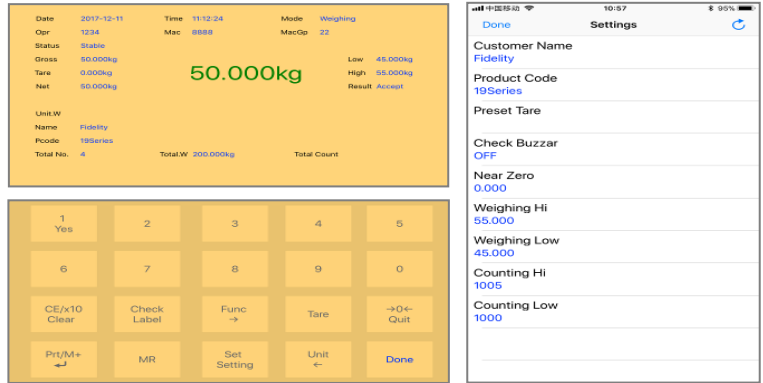 Date 2017-12-11 Time 11:12:24 Mode Weighing
Opr 1234 Mac 8888 MacGp 22
Status Stable
Gross 50.000kg Low 45.000kg
Tare 0.000kg 50.000kg High 55.000kg
Net 50.000kg Result Accept
Unit.W
Name Fidelity
Pcode 19Series
Total No. 4 Total.W 200.000kg Total Count
1 2 3 4 5
Yes
6 7 8 9 0
CE/x10 Check Func Tare →0←
Clear Label → Quit
Prt/M+ MR Set Unit Done
↵ Setting ←
中国移动 10:57 95%
Done Settings
Customer Name
Fidelity
Product Code
19Series
Preset Tare
Check Buzzar
OFF
Near Zero
0.000
Weighing Hi
55.000
Weighing Low
45.000
Counting Hi
1005
Counting Low
1000